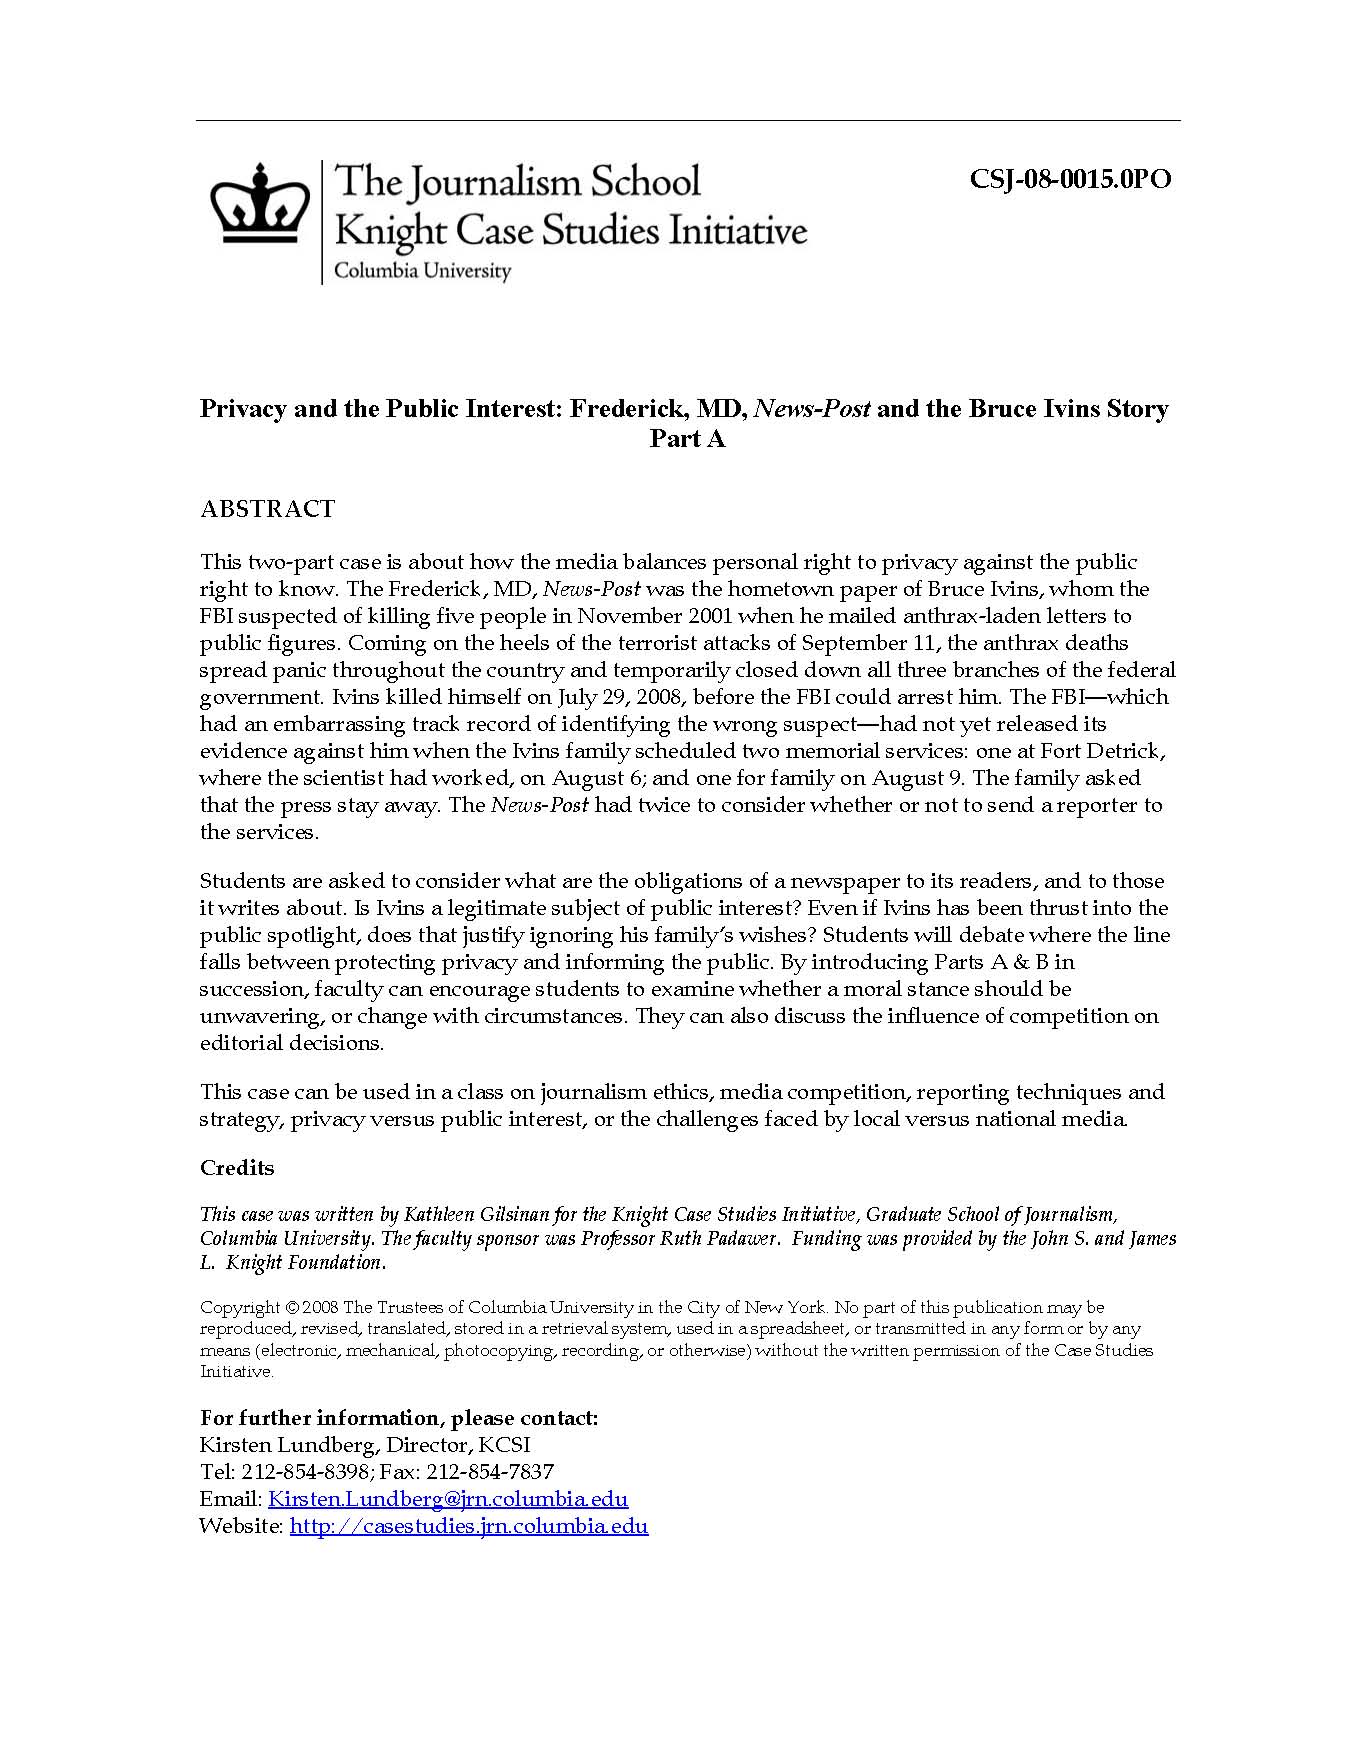 The Journalism School
Knight Case Studies Initiative
Columbia University
CSJ-08-0015.0PO
Privacy and the Public Interest: Frederick, MD, News-Post and the Bruce Ivins Story
Part A
ABSTRACT
This two-part case is about how the media balances personal right to privacy against the public
right to know. The Frederick, MD, News-Post was the hometown paper of Bruce Ivins, whom the
FBI suspected of killing five people in November 2001 when he mailed anthrax-laden letters to
public figures. Coming on the heels of the terrorist attacks of September 11, the anthrax deaths
spread panic throughout the country and temporarily closed down all three branches of the federal
government. Ivins killed himself on July 29, 2008, before the FBI could arrest him. The FBI—which
had an embarrassing track record of identifying the wrong suspect—had not yet released its
evidence against him when the Ivins family scheduled two memorial services: one at Fort Detrick,
where the scientist had worked, on August 6; and one for family on August 9. The family asked
that the press stay away. The News-Post had twice to consider whether or not to send a reporter to
the services.
Students are asked to consider what are the obligations of a newspaper to its readers, and to those
it writes about. Is Ivins a legitimate subject of public interest? Even if Ivins has been thrust into the
public spotlight, does that justify ignoring his family's wishes? Students will debate where the line
falls between protecting privacy and informing the public. By introducing Parts A & B in
succession, faculty can encourage students to examine whether a moral stance should be
unwavering, or change with circumstances. They can also discuss the influence of competition on
editorial decisions.
This case can be used in a class on journalism ethics, media competition, reporting techniques and
strategy, privacy versus public interest, or the challenges faced by local versus national media.
Credits
This case was written by Kathleen Gilsinan for the Knight Case Studies Initiative, Graduate School of Journalism,
Columbia University. The faculty sponsor was Professor Ruth Padawer. Funding was provided by the John S. and James
L. Knight Foundation.
Copyright © 2008 The Trustees of Columbia University in the City of New York. No part of this publication may be
reproduced, revised, translated, stored in a retrieval system, used in a spreadsheet, or transmitted in any form or by any
means (electronic, mechanical, photocopying, recording, or otherwise) without the written permission of the Case Studies
Initiative.
For further information, please contact:
Kirsten Lundberg, Director, KCSI
Tel: 212-854-8398; Fax: 212-854-7837
Email: Kirsten.Lundberg@jrn.columbia.edu
Website: http://casestudies.jrn.columbia.edu